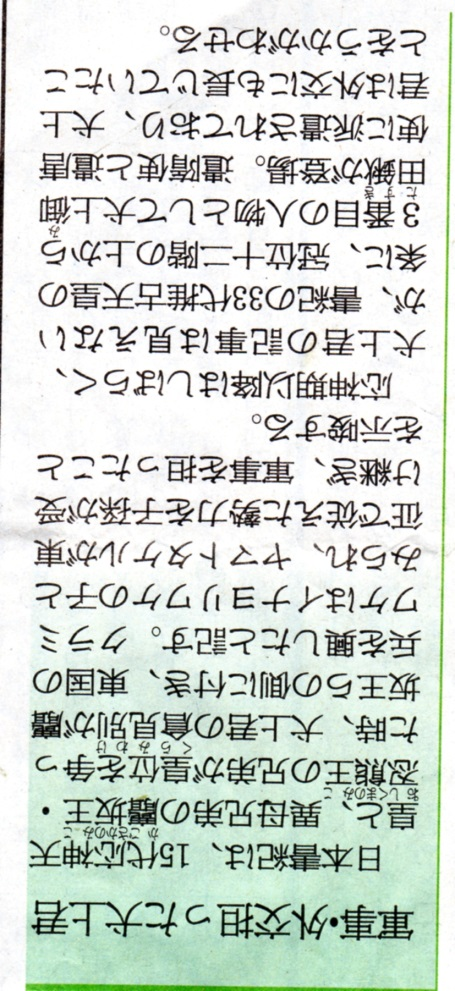 軍事・外交担った犬上君
日本書紀は、15代応神天
かごさかのみこ
皇と、異母兄弟の麛坂王・
おしくまのみこ
忍熊王の兄弟が皇位を争っ
くらみわけ
た時、犬上君の倉見別が麛
坂王らの側に付き、東国の
兵を興したと記す。クラミ
ワケはイナヨリワケの子と
みられ、ヤマトタケルが東
征で従えた勢力を子孫が受
け継ぎ、軍事を担ったこと
を示唆する。
応神期以降はしばらく、
犬上君の記事は見えない
が、書紀の33代推古天皇の
条に、冠位十二階の上から
み
3番目の人物として犬上御
たすき
田鍬が登場。遣隋使と遣唐
使に派遣されており、犬上
君は外交にも長じていたこ
とをうかがわせる。